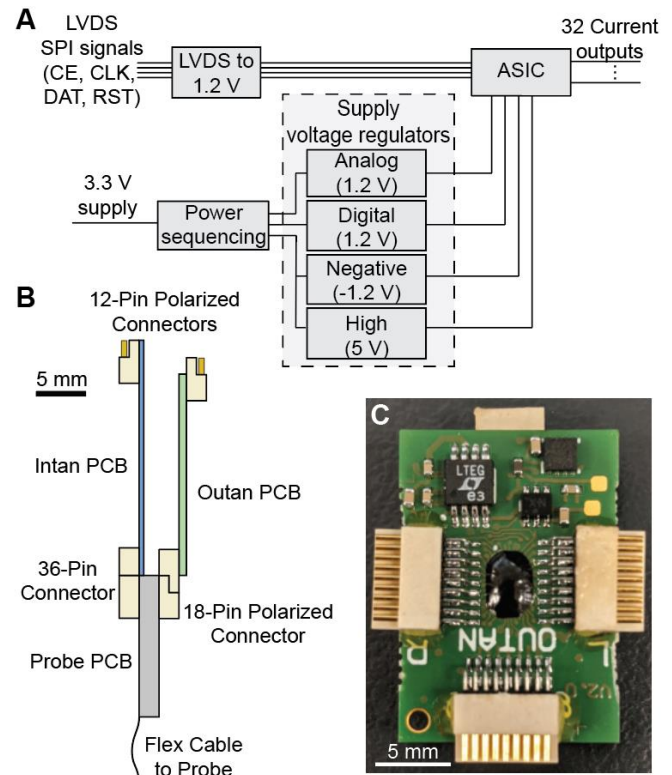 A
LVDS
SPI signals
(CE, CLK,
DAT, RST)
LVDS to
1.2 V
ASIC
32 Current
outputs
Supply
voltage regulators
Analog
(1.2 V)
Digital
(1.2 V)
Negative
(-1.2 V)
High
(5 V)
3.3 V
supply
Power
sequencing
B
12-Pin Polarized
Connectors
5 mm
Intan PCB
Outan PCB
36-Pin
Connector
18-Pin Polarized
Connector
Probe PCB
Flex Cable
to Probe
C
LTEG
e3
OUTAN
R
L
V2.0
5 mm